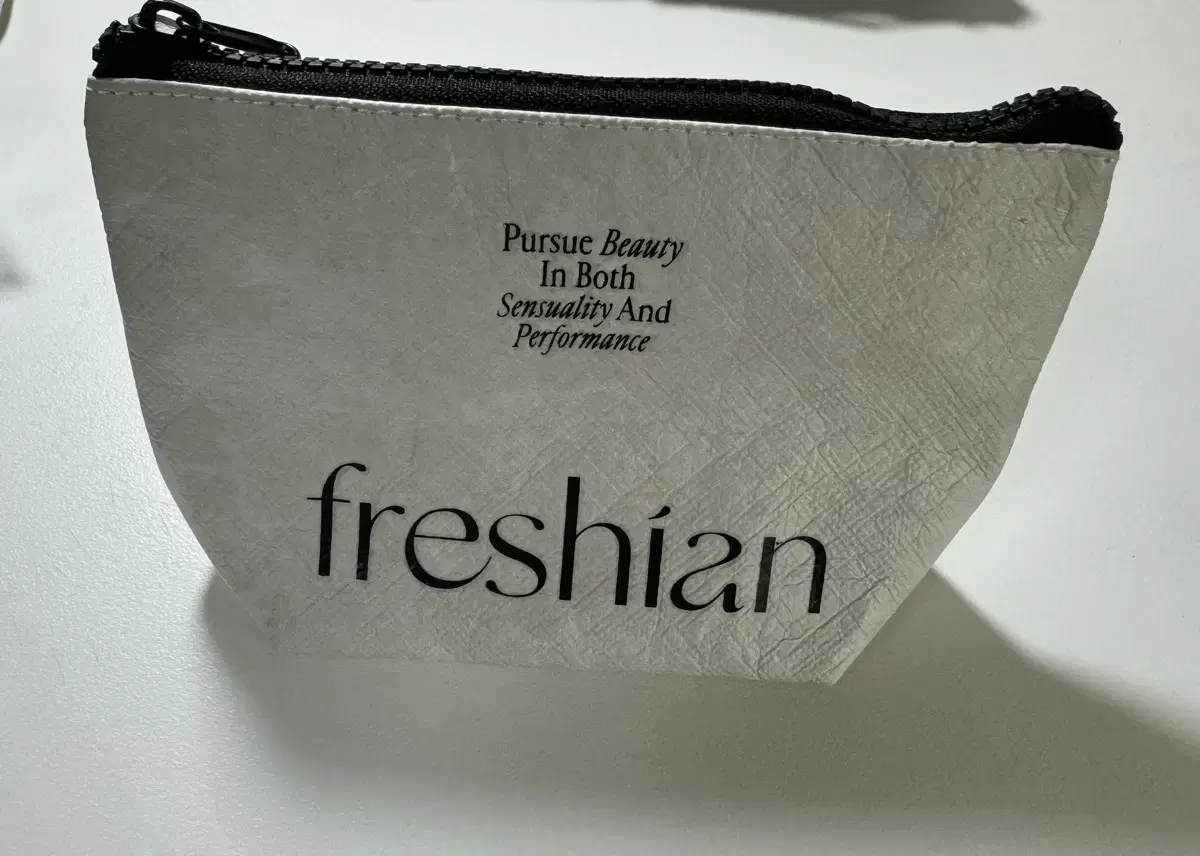 Pursue Beauty
In Both
Sensuality And
Performance
freshian